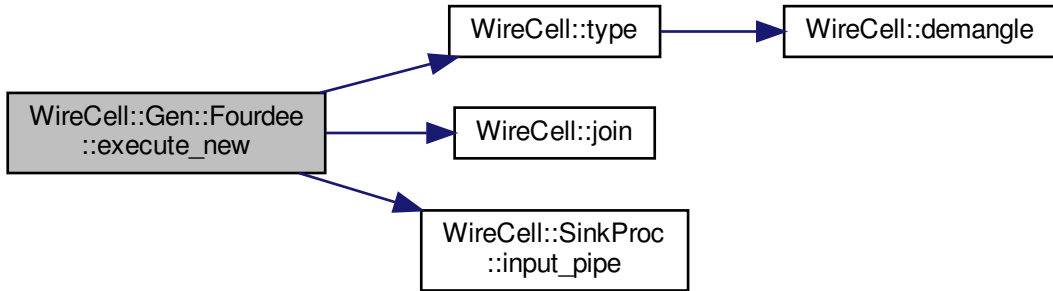 WireCell::type
WireCell::demangle
WireCell::Gen::Fourdee
::execute_new
WireCell::join
WireCell::SinkProc
::input_pipe